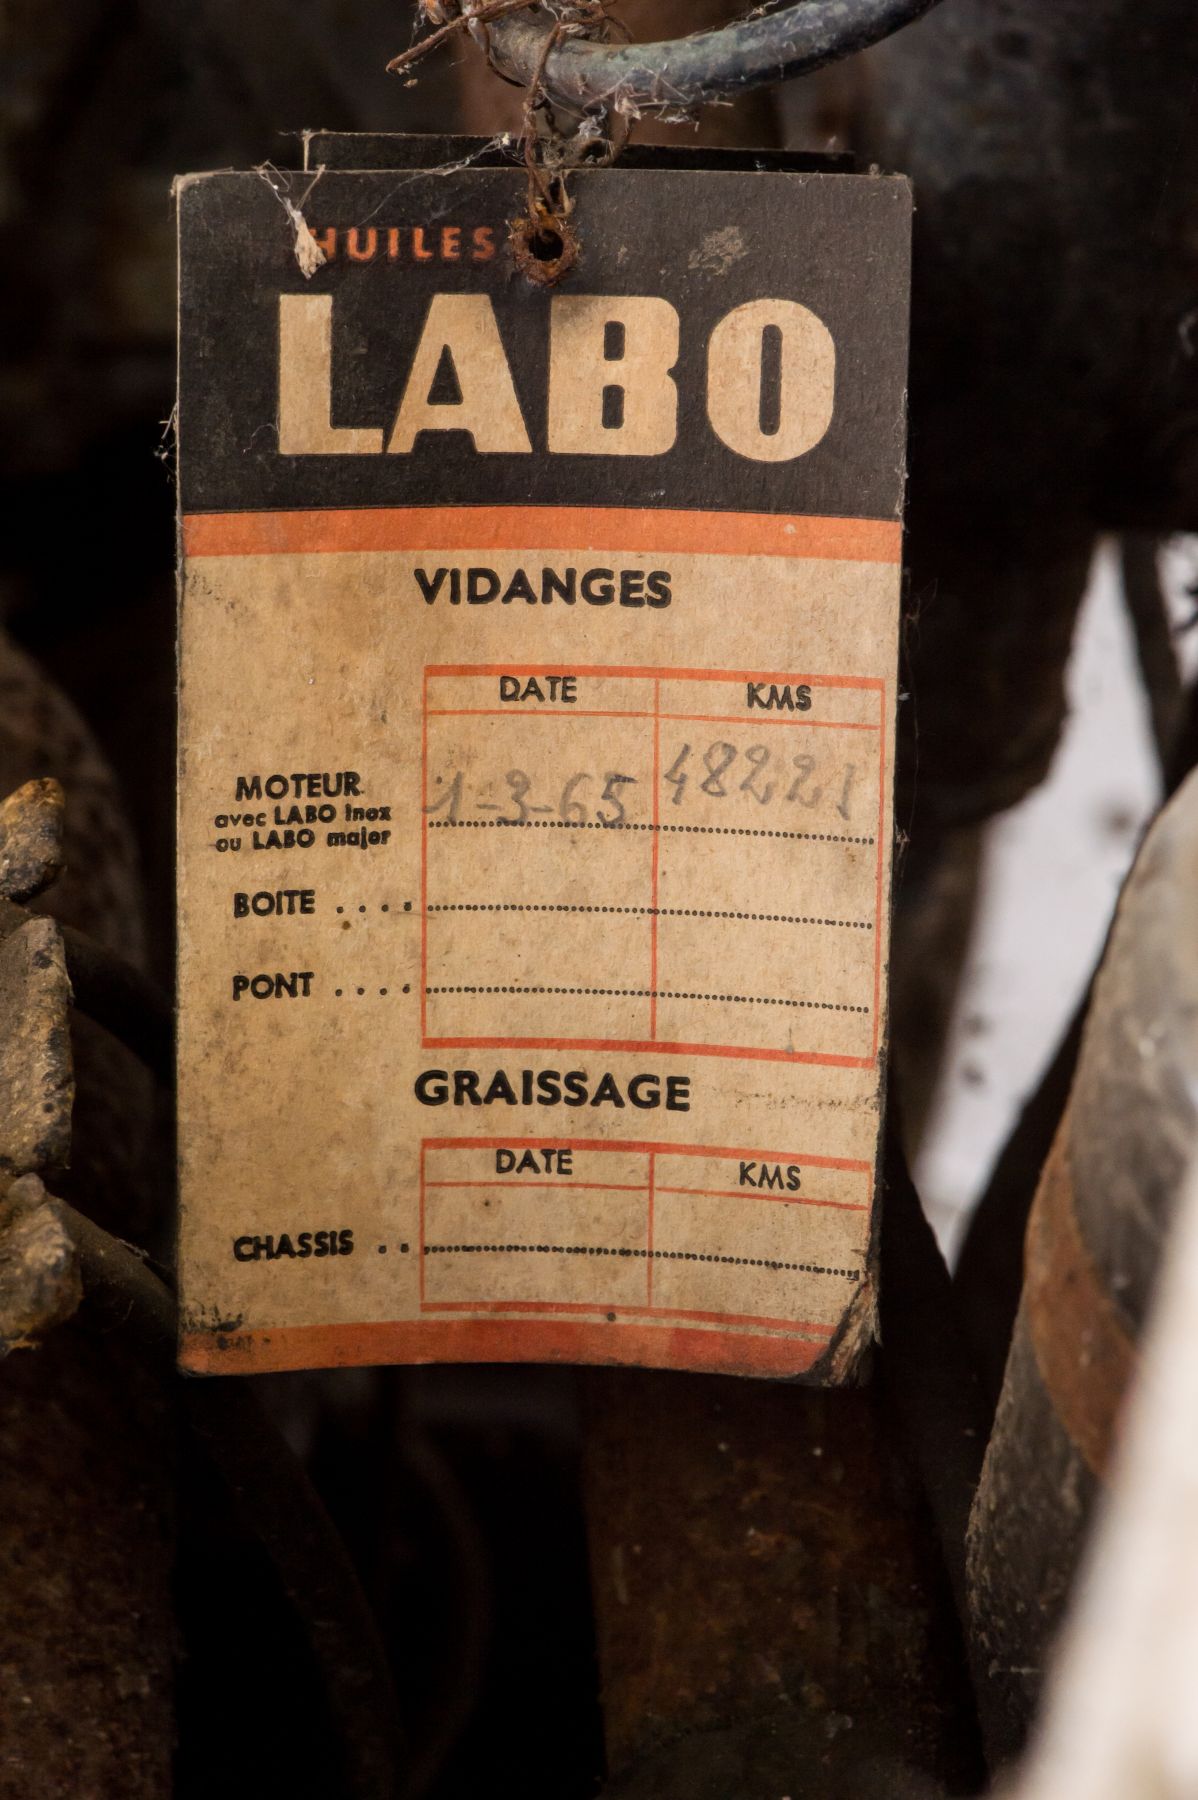 HUILES
LABO
VIDANGES
DATE KMS
MOTEUR 1-3-65 48221
avec LABO inox
ou LABO major
BOITE ....
PONT ....
GRAISSAGE
DATE KMS
CHASSIS ..